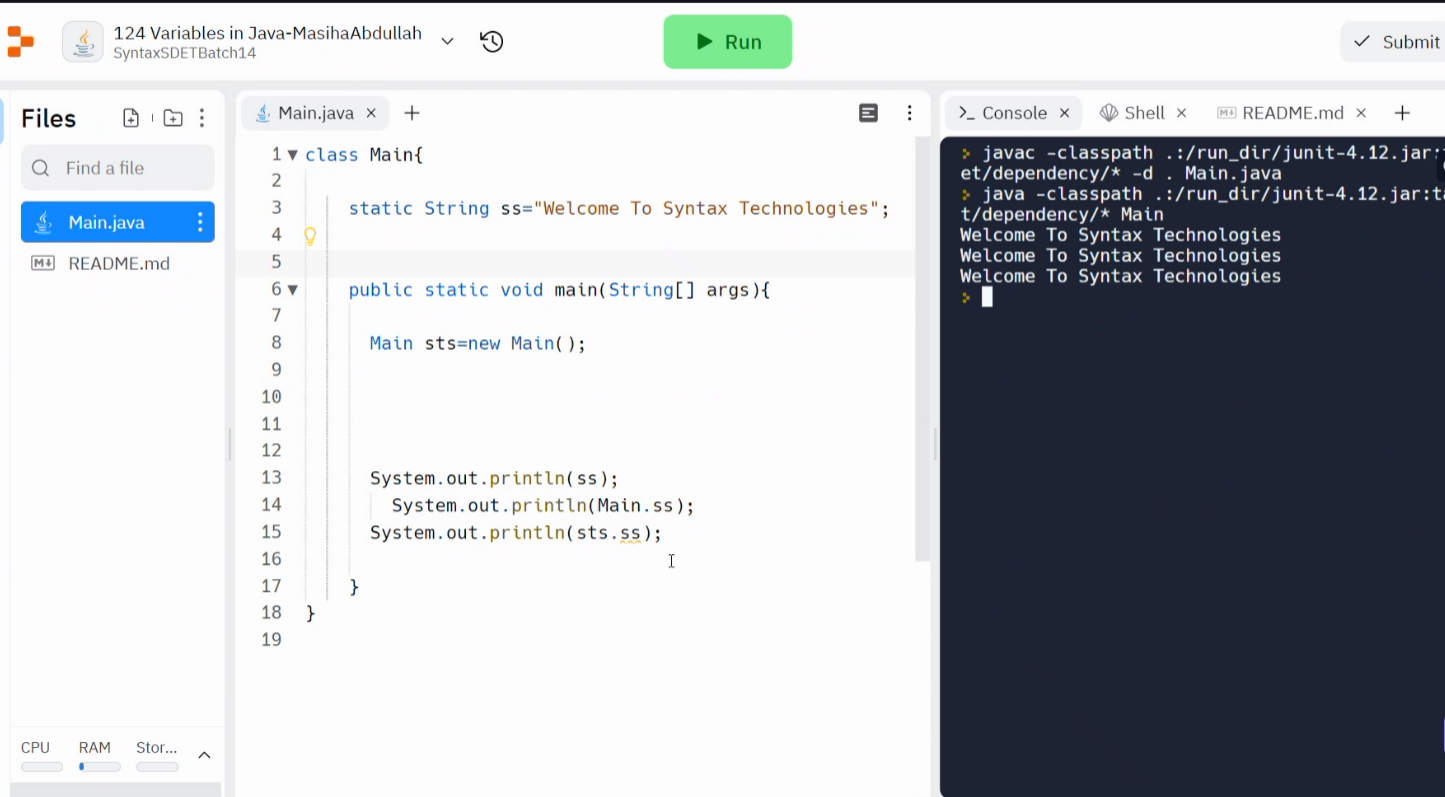 124 Variables in Java-MasihaAbdullah
SyntaxSDETBatch14
Run
Submit
Files
Find a file
Main.java
README.md
CPU RAM Stor...
Main.java
1 class Main{
2
3 static String ss="Welcome To Syntax Technologies";
4
5
6 public static void main(String[] args){
7
8 Main sts=new Main();
9
10
11
12
13 System.out.println(ss);
14 System.out.println(Main.ss);
15 System.out.println(sts.ss);
16
17 }
18 }
19
>_ Console Shell README.md
> javac -classpath .:/run_dir/junit-4.12.jar:
et/dependency/* -d . Main.java
> java -classpath .:/run_dir/junit-4.12.jar:ta
t/dependency/* Main
Welcome To Syntax Technologies
Welcome To Syntax Technologies
Welcome To Syntax Technologies
>